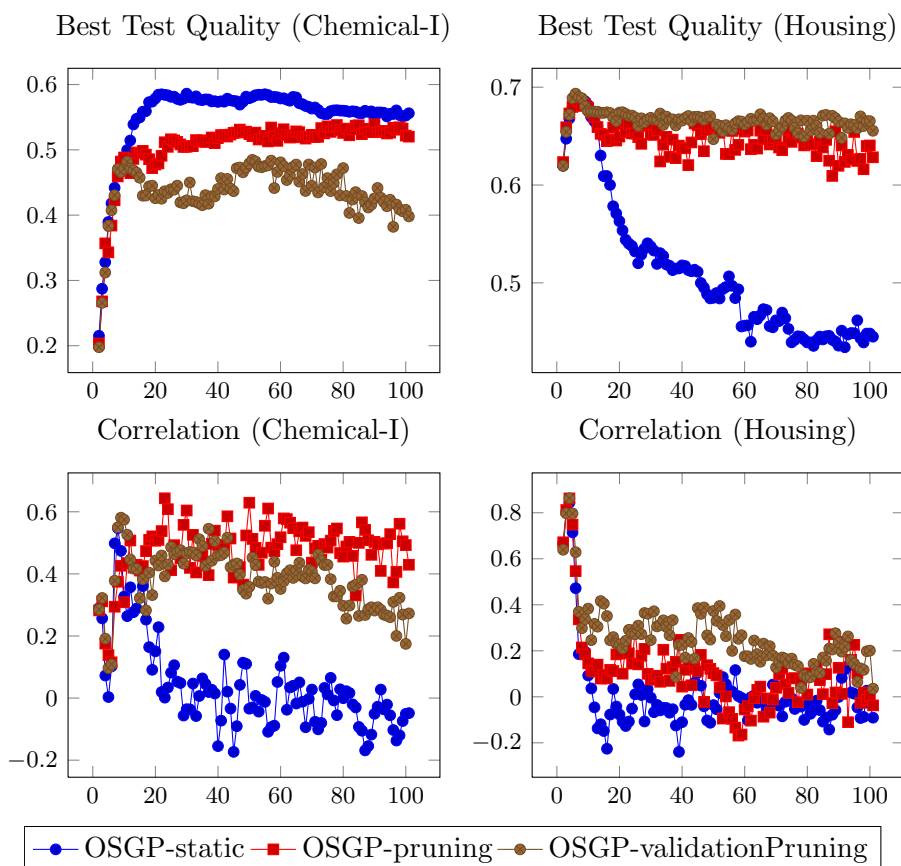 Best Test Quality (Chemical-I)
Best Test Quality (Housing)
0.6
0.5
0.4
0.3
0.2
0 20 40 60 80 100
0.7
0.6
0.5
0 20 40 60 80 100
Correlation (Chemical-I)
Correlation (Housing)
0.6
0.4
0.2
0
−0.2
0 20 40 60 80 100
0.8
0.6
0.4
0.2
0
−0.2
0 20 40 60 80 100
OSGP-static OSGP-pruning OSGP-validationPruning